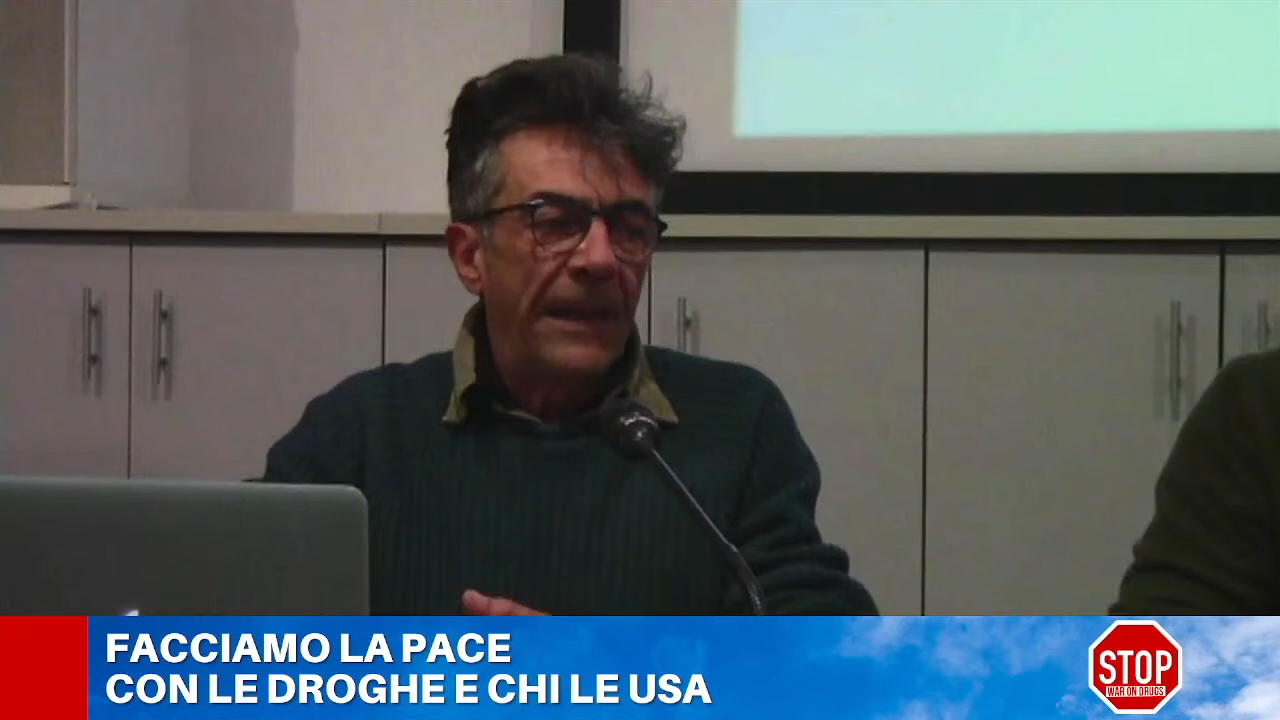 FACCIAMO LA PACE
CON LE DROGHE E CHI LE USA
STOP
WAR ON DRUGS